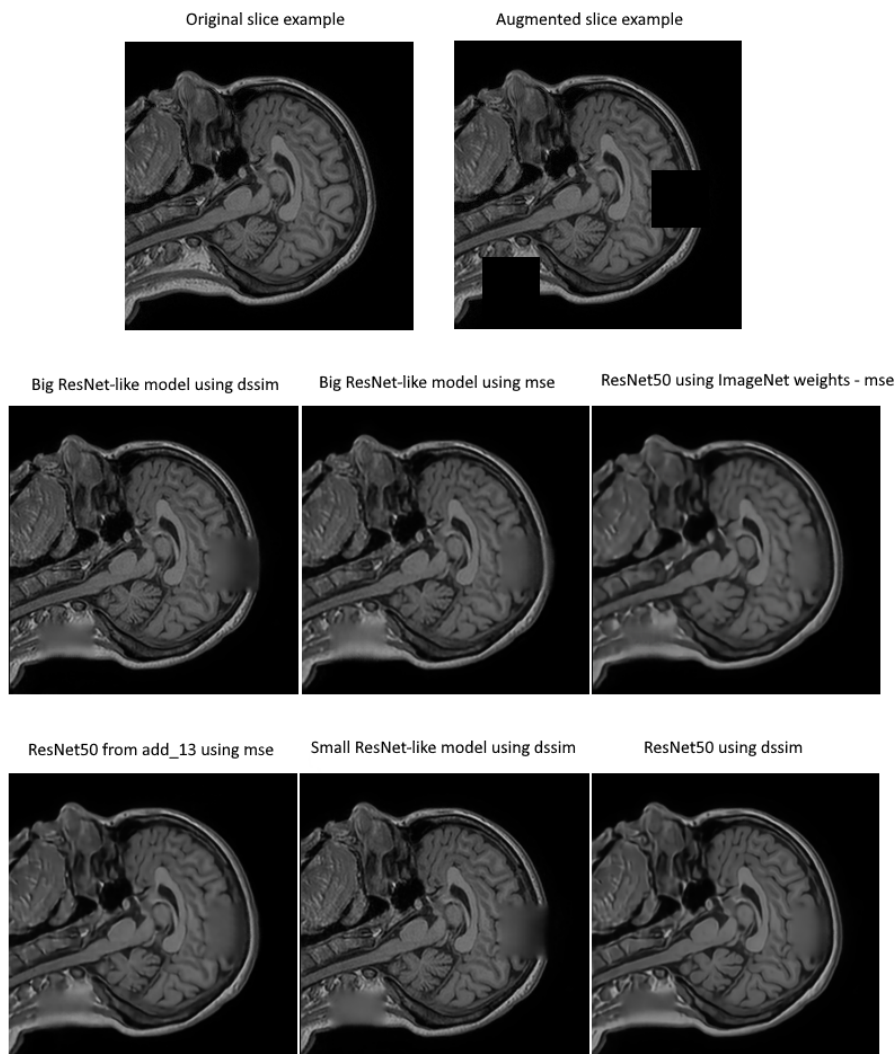 Original slice example
Augmented slice example
Big ResNet-like model using dssim
Big ResNet-like model using mse
ResNet50 using ImageNet weights - mse
ResNet50 from add_13 using mse
Small ResNet-like model using dssim
ResNet50 using dssim